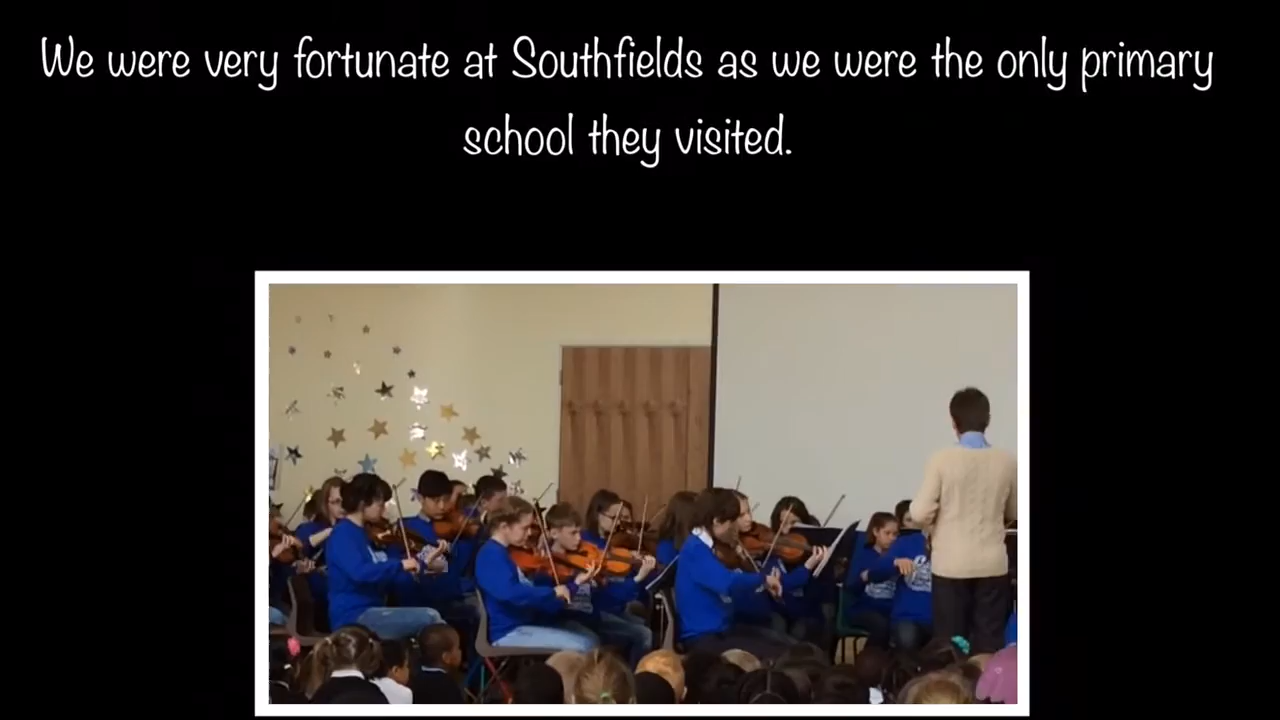 We were very fortunate at Southfields as we were the only primary
school they visited.